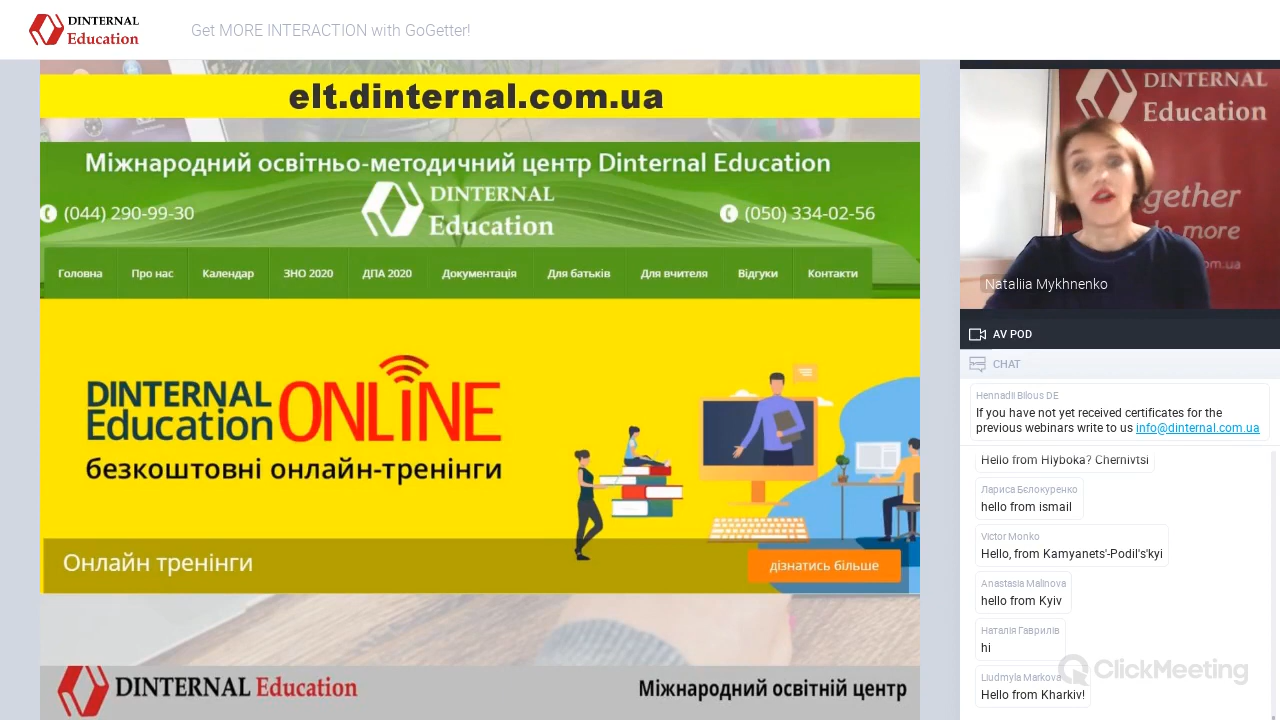 DINTERNAL
Education
Get MORE INTERACTION with GoGetter!
elt.dinternal.com.ua
Міжнародний освітньо-методичний центр Dinternal Education
(044) 290-99-30
DINTERNAL
Education
(050) 334-02-56
Головна Про нас Календар ЗНО 2020 ДПА 2020 Документація Для батьків Для вчителя Відгуки Контакти
DINTERNAL
Education
ONLINE
безкоштовні онлайн-тренінги
Онлайн тренінги
дізнатись більше
DINTERNAL Education
Міжнародний освітній центр
DINTERNAL
Education
gether
do more
om.ua
Nataliia Mykhnenko
AV POD
CHAT
Hennadii Bilous DE
If you have not yet received certificates for the
previous webinars write to us info@dinternal.com.ua
Hello from Hlyboka? Chernivtsi
Лариса Бєлокуренко
hello from ismail
Victor Monko
Hello, from Kamyanets'-Podil's'kyi
Anastasia Malinova
hello from Kyiv
Наталія Гаврилів
hi
Liudmyla Markova
Hello from Kharkiv!
ClickMeeting